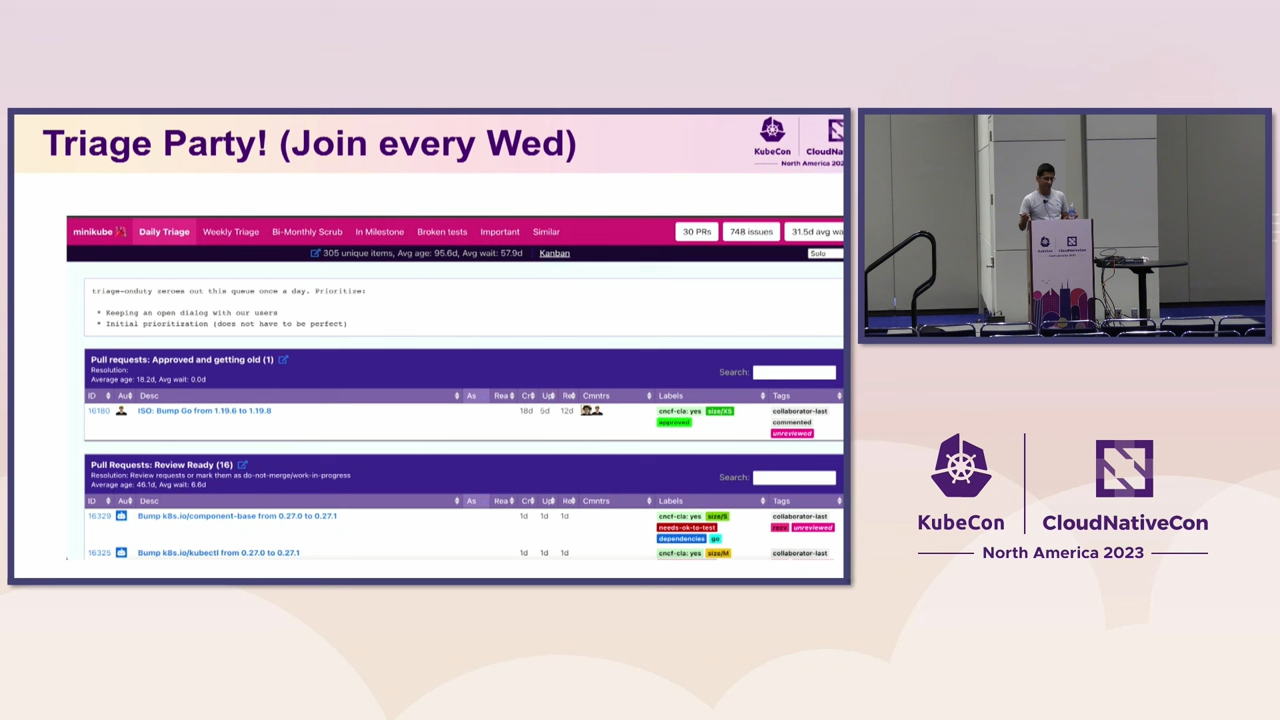 Triage Party! (Join every Wed)
KubeCon
North America
minikube
Daily Triage
Weekly Triage
Bi-Monthly Scrub
In Milestone
Broken tests
Important
Similar
30 PRs
748 issues
31.5d avg
305 unique items, Avg age: 95.6d, Avg wait: 57.9d
Kanban
Solo
triage-onduty zeroes out this queue once a day. Prioritize:
* Keeping an open dialog with our users
* Initial prioritization (does not have to be perfect)
Pull requests: Approved and getting old (1)
Resolution:
Average age: 18.2d, Avg wait: 0.0d
Search:
ID Desc As Cmntrs Labels Tags
16180 ISO: Bump Go from 1.19.6 to 1.19.8 18d 5d 12d cncf-cla: yes size/XS collaborator-last
approved commented
unreviewed
Pull Requests: Review Ready (16)
Resolution: Review requests or mark them as do-not-merge/work-in-progress
Average age: 46.1d, Avg wait: 6.6d
Search:
ID Desc As Cmntrs Labels Tags
16329 Bump k8s.io/component-base from 0.27.0 to 0.27.1 1d 1d 1d cncf-cla: yes size/S collaborator-last
needs-ok-to-test recv unreviewed
dependencies go
16325 Bump k8s.io/kubectl from 0.27.0 to 0.27.1 1d 1d 1d cncf-cla: yes size/M collaborator-last
KubeCon
CloudNativeCon
North America 2023